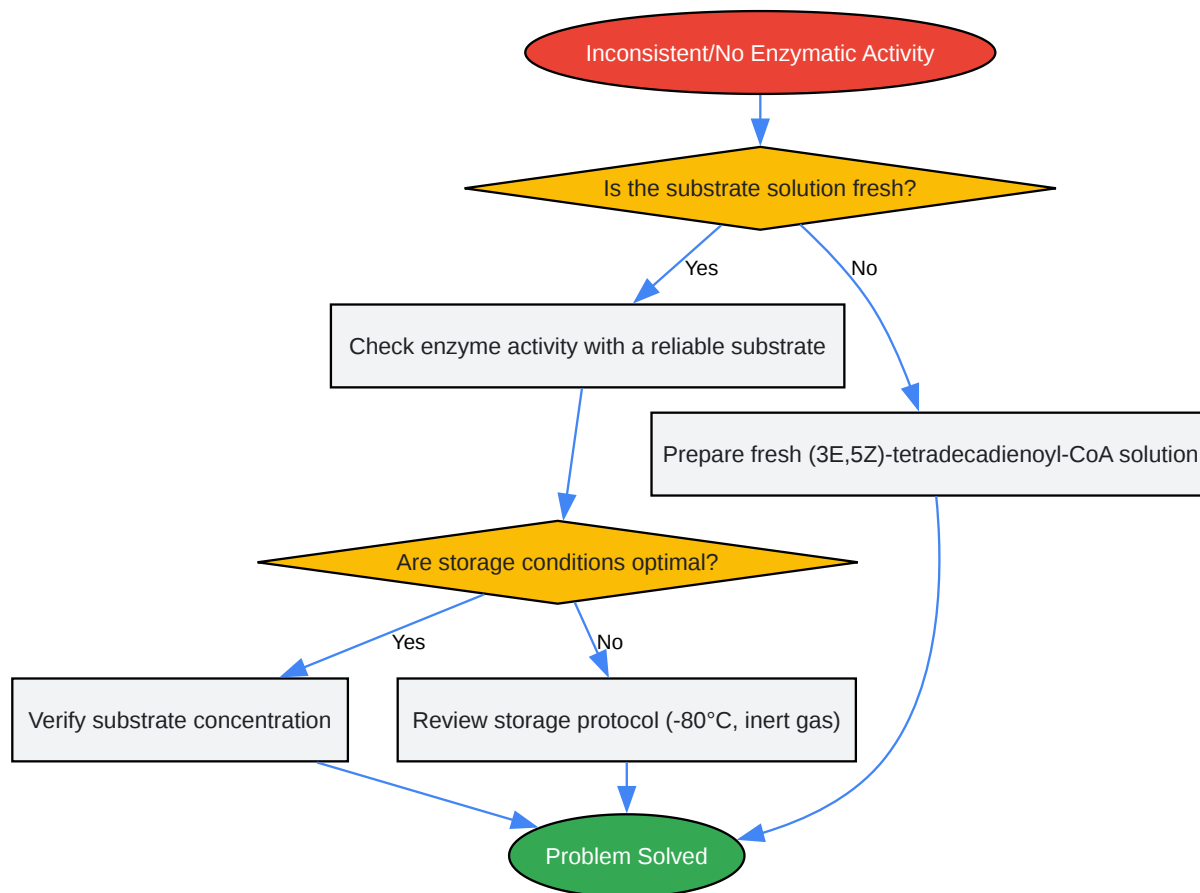 Inconsistent/No Enzymatic Activity
Is the substrate solution fresh?
Yes
No
Check enzyme activity with a reliable substrate
Prepare fresh (3E,5Z)-tetradecadienoyl-CoA solution
Are storage conditions optimal?
Yes
No
Verify substrate concentration
Review storage protocol (-80°C, inert gas)
Problem Solved